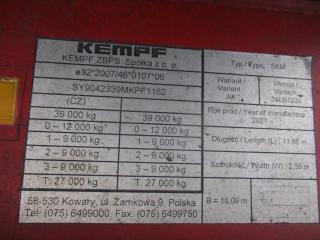 KEMPF
KEMPF ZBPS Spółka z o. o.
e32*2007/46*0107*06
SY9042339MKPF1162
(CZ)
39 000 kg 39 000 kg
0 – 12 000 kg 0 – 12 000 kg
1 – 9 000 kg 1 – 9 000 kg
2 – 9 000 kg 2 – 9 000 kg
3 – 9 000 kg 3 – 9 000 kg
T: 27 000 kg T: 27 000 kg
58-530 Kowary, ul. Zamkowa 9, Polska
Tel: (075) 6499000, Fax: (075) 6499750
Typ / Type: SKM
Wariant / Wersja /
Variant Version
AK
Rok prod / Year of manufacture
2021
Długość / Length (L) = 11,85 m
Szerokość / Width (W) = 2,55 m
B = 10,00 m